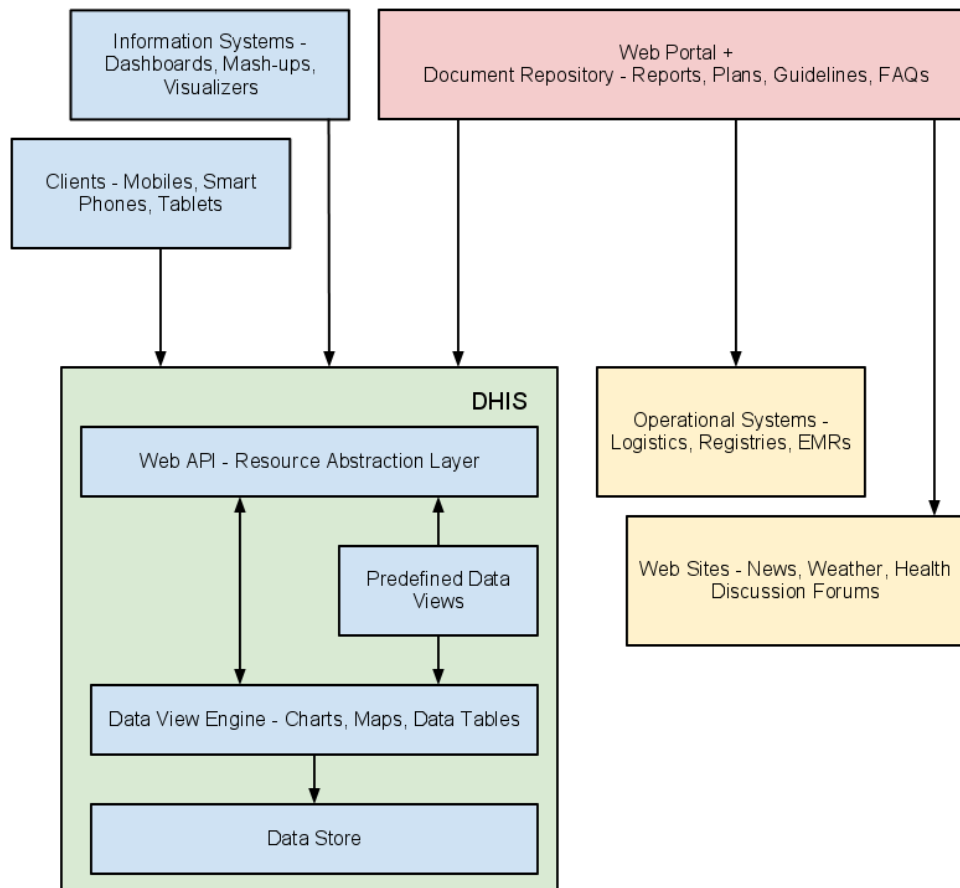 Information Systems -
Dashboards, Mash-ups,
Visualizers
Web Portal +
Document Repository - Reports, Plans, Guidelines, FAQs
Clients - Mobiles, Smart
Phones, Tablets
DHIS
Web API - Resource Abstraction Layer
Predefined Data
Views
Data View Engine - Charts, Maps, Data Tables
Data Store
Operational Systems -
Logistics, Registries, EMRs
Web Sites - News, Weather, Health
Discussion Forums